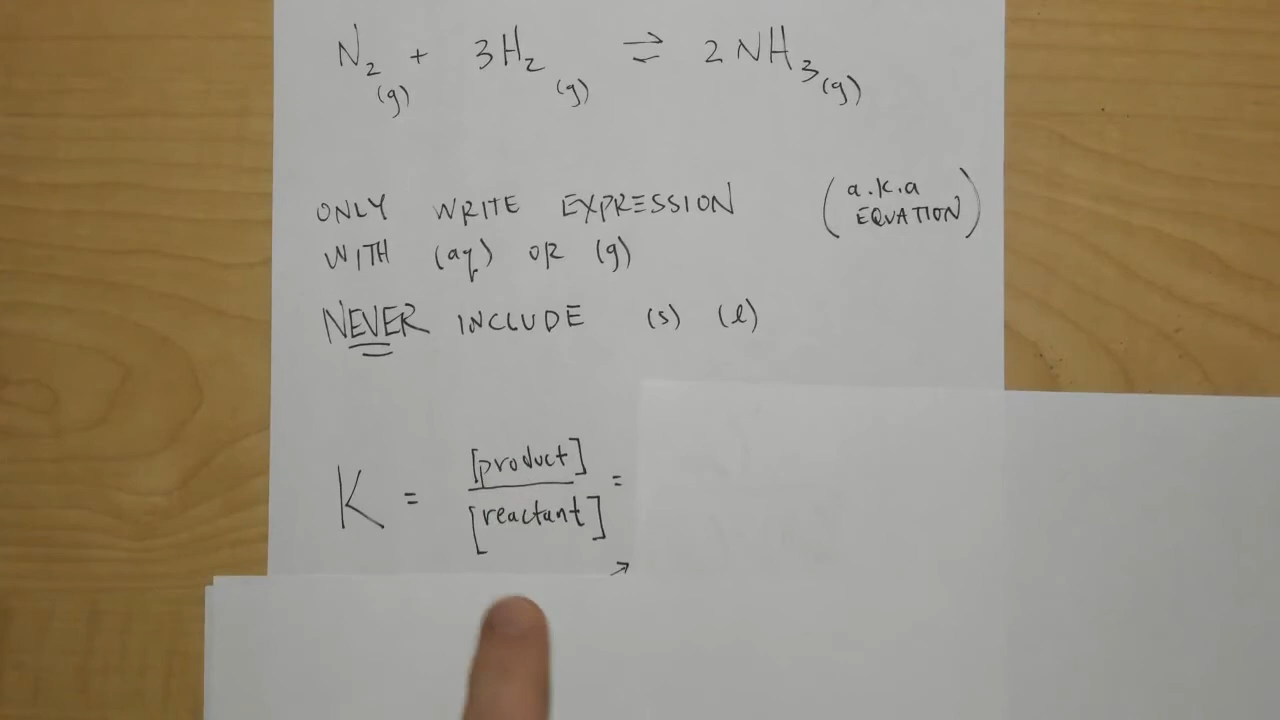 N₂(g) + 3H₂(g) ⇌ 2NH₃(g)
ONLY WRITE EXPRESSION (a.k.a
WITH (aq) OR (g) EQUATION)
NEVER INCLUDE (s) (l)
K = [product] / [reactant] =
→